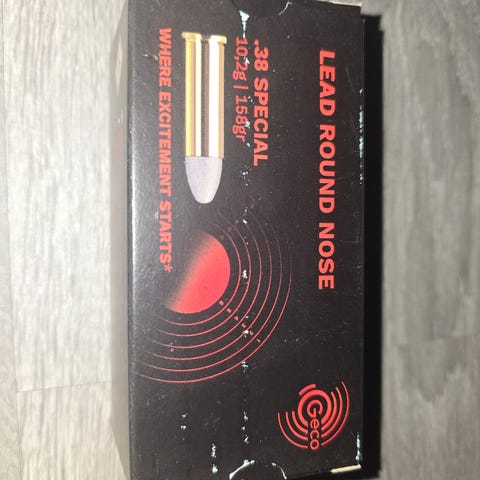 LEAD ROUND NOSE
.38 SPECIAL
10,2g | 158gr
WHERE EXCITEMENT STARTS*
Geco